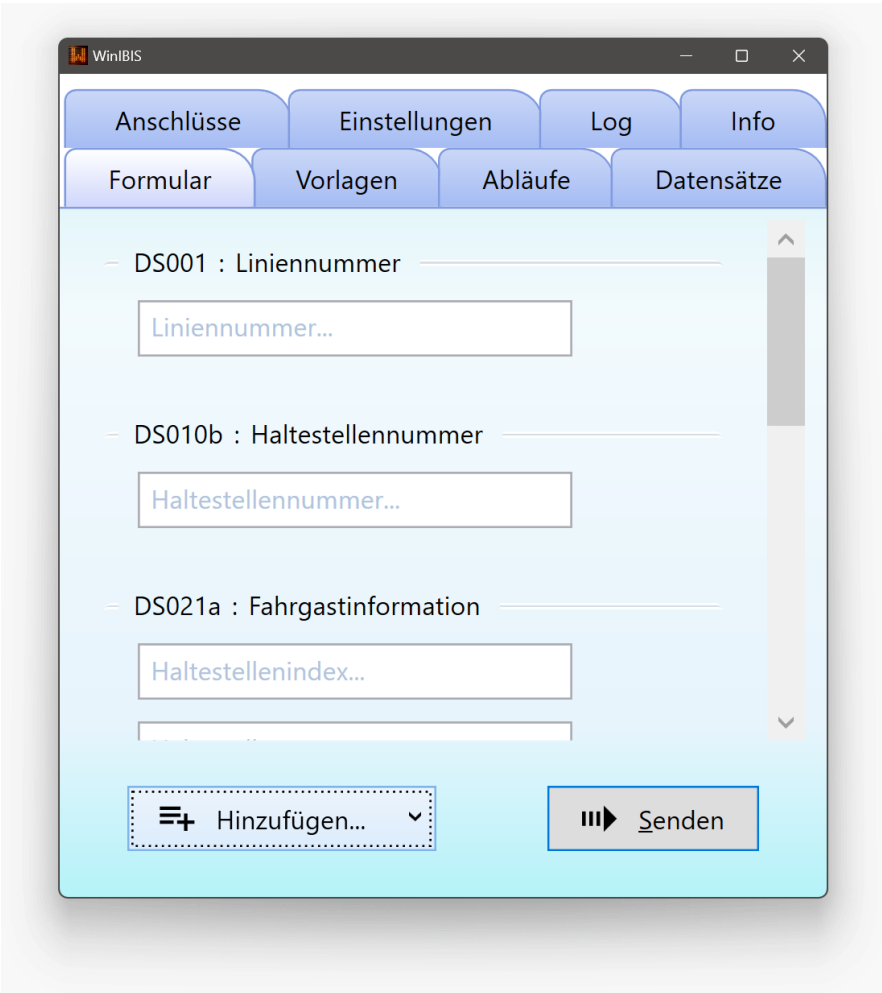 WinIBIS
Anschlüsse Einstellungen Log Info
Formular Vorlagen Abläufe Datensätze
DS001 : Liniennummer
Liniennummer...
DS010b : Haltestellennummer
Haltestellennummer...
DS021a : Fahrgastinformation
Haltestellenindex...
Hinzufügen... Senden